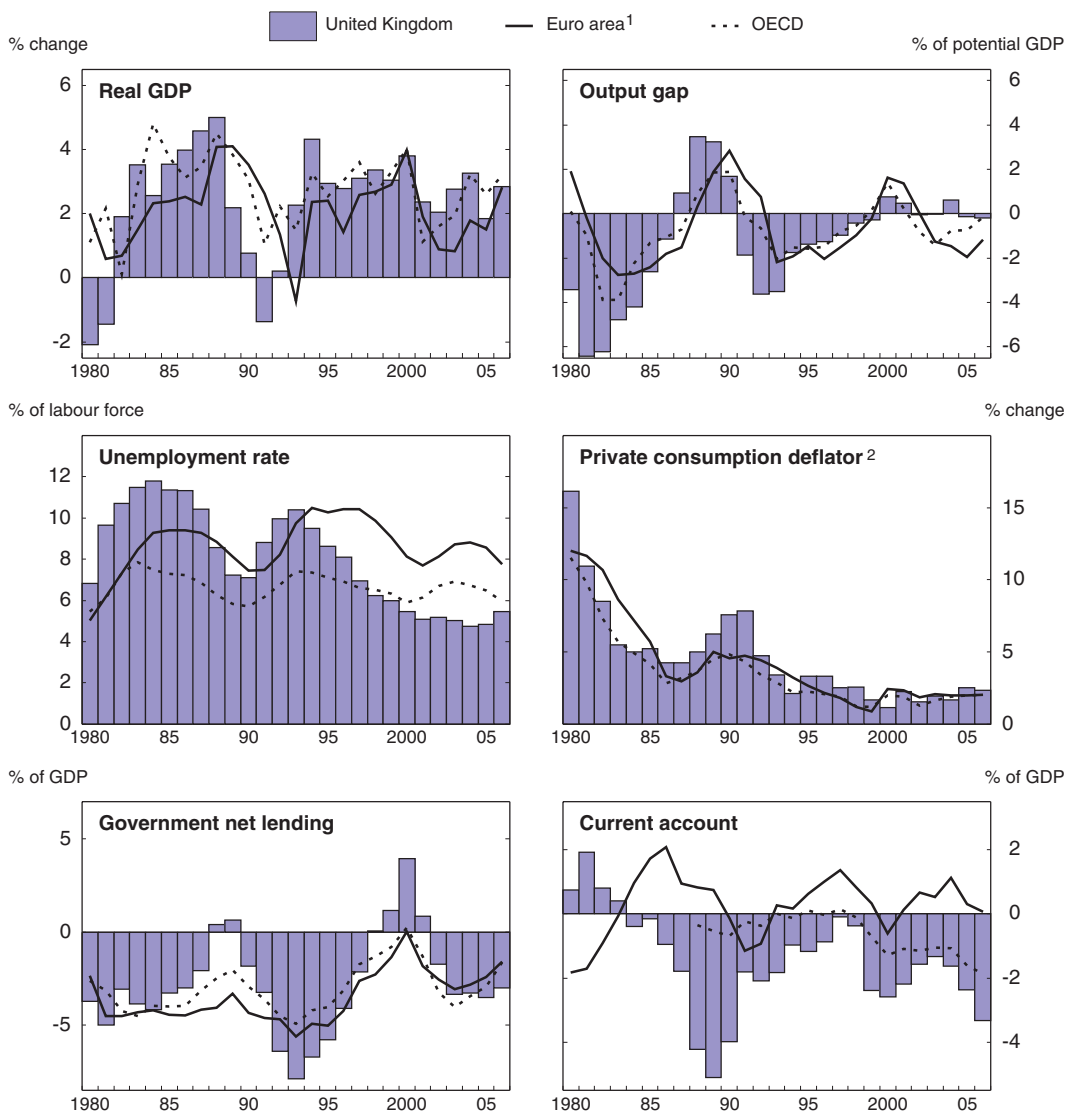 United Kingdom Euro area1 OECD
% change % of potential GDP
Real GDP
6
4
2
0
-2
1980 85 90 95 2000 05
Output gap
6
4
2
0
-2
-4
-6
1980 85 90 95 2000 05
% of labour force % change
Unemployment rate
12
10
8
6
4
2
0
1980 85 90 95 2000 05
Private consumption deflator 2
15
10
5
0
1980 85 90 95 2000 05
% of GDP % of GDP
Government net lending
5
0
-5
1980 85 90 95 2000 05
Current account
2
0
-2
-4
1980 85 90 95 2000 05